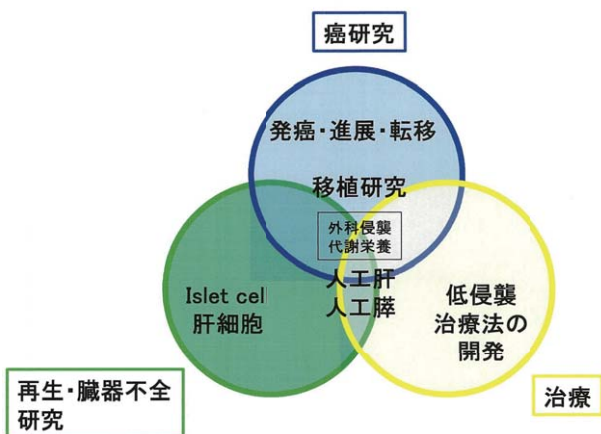 癌研究
発癌・進展・転移
移植研究
外科侵襲
代謝栄養
人工肝
人工膵
Islet cel
肝細胞
低侵襲
治療法の
開発
再生・臓器不全
研究
治療